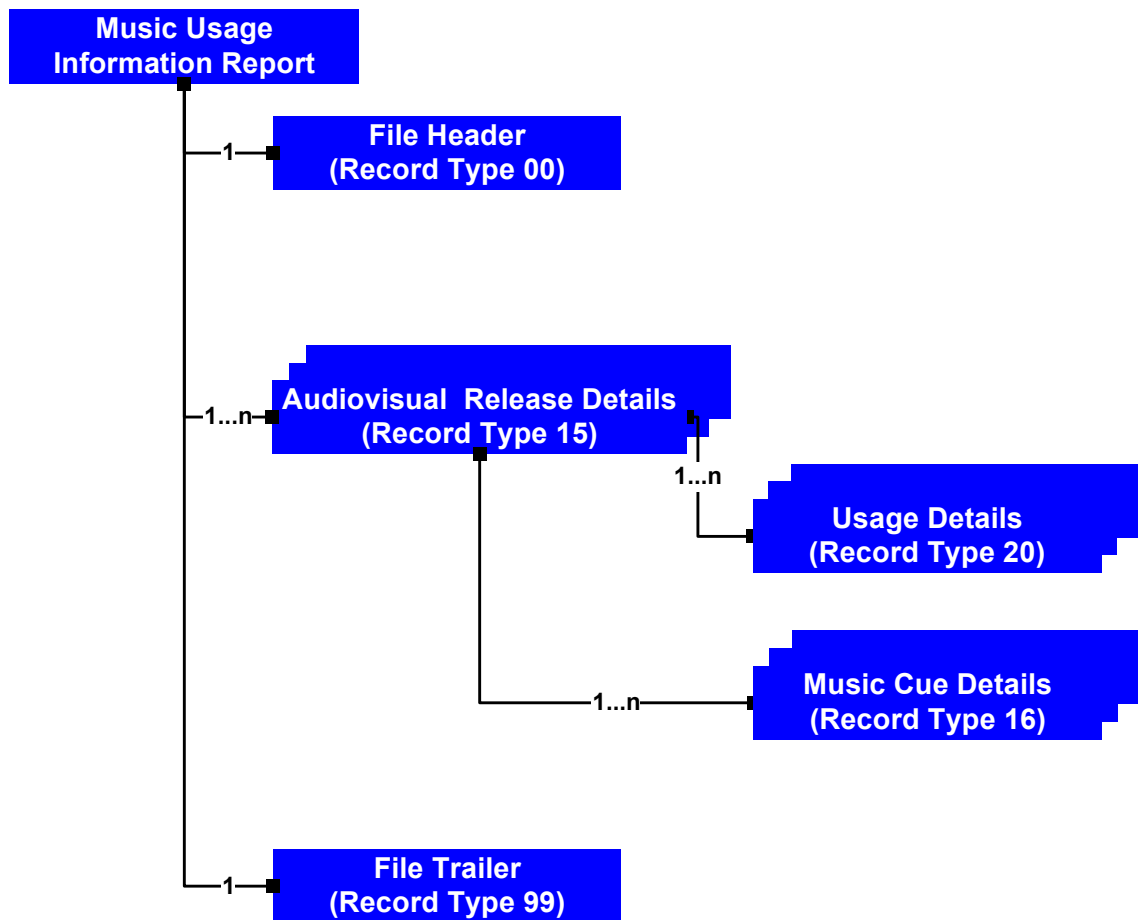 Music Usage
Information Report
File Header
(Record Type 00)
1
Audiovisual  Release Details
(Record Type 15)
1...n
1...n
Usage Details
(Record Type 20)
Music Cue Details
(Record Type 16)
1...n
File Trailer
(Record Type 99)
1